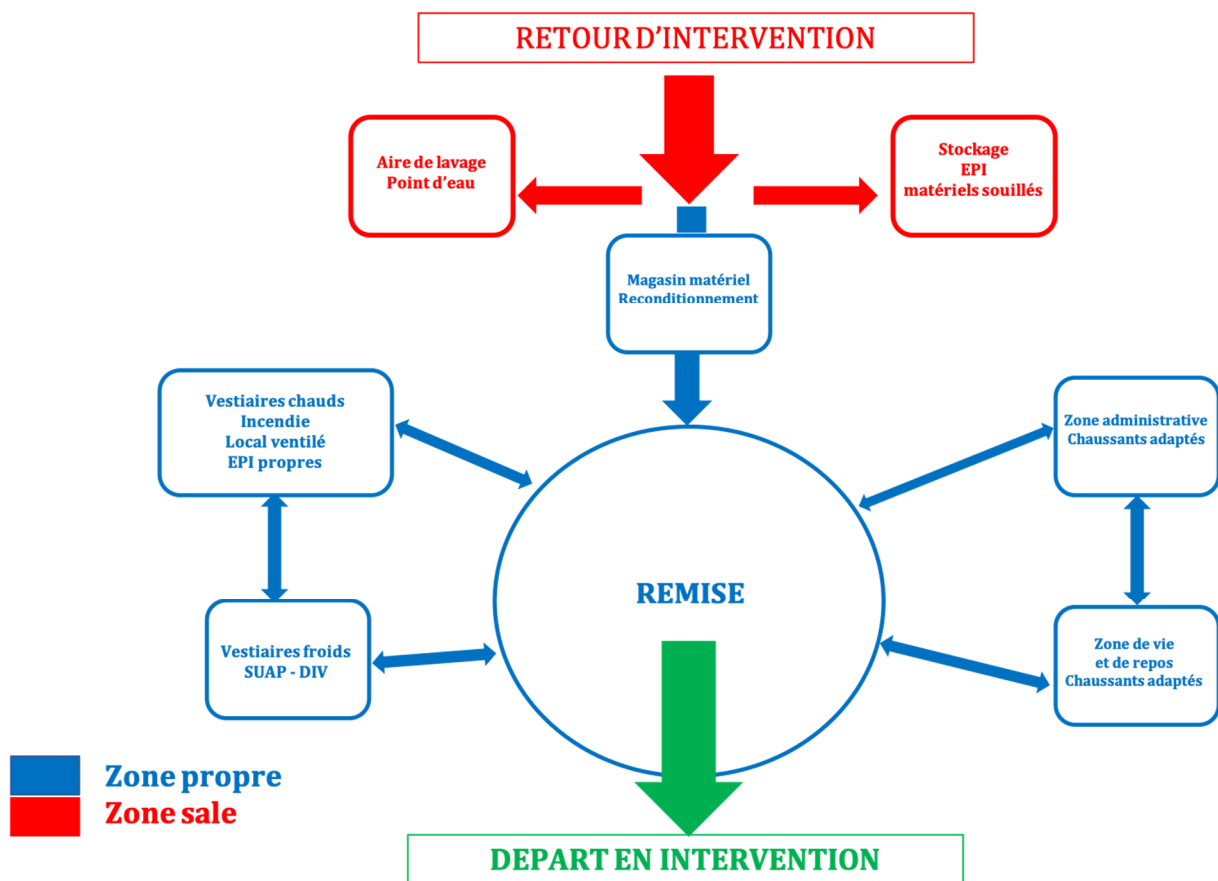 RETOUR D’INTERVENTION
Aire de lavage
Point d’eau
Stockage
EPI
matériels souillés
Magasin matériel
Reconditionnement
Vestiaires chauds
Incendie
Local ventilé
EPI propres
Zone administrative
Chaussants adaptés
REMISE
Vestiaires froids
SUAP - DIV
Zone de vie
et de repos
Chaussants adaptés
Zone propre
Zone sale
DEPART EN INTERVENTION